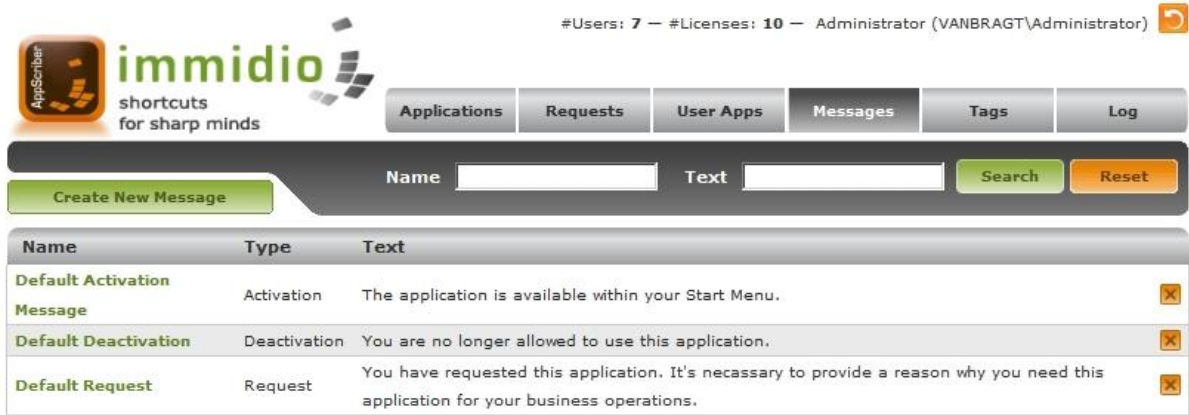 #Users: 7 — #Licenses: 10 — Administrator (VANBRAGT\Administrator)
AppScriber
immidio
shortcuts
for sharp minds
Applications Requests User Apps Messages Tags Log
Name Text Search Reset
Create New Message
Name Type Text
Default Activation
Message
Activation The application is available within your Start Menu.
Default Deactivation Deactivation You are no longer allowed to use this application.
Default Request Request You have requested this application. It's necassary to provide a reason why you need this
application for your business operations.